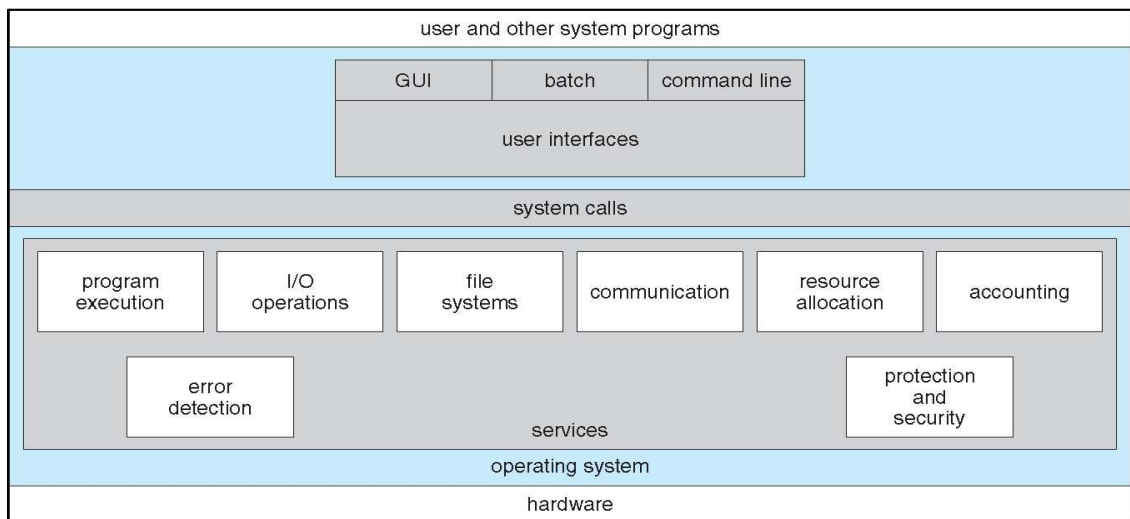 user and other system programs
GUI
batch
command line
user interfaces
system calls
program
execution
I/O
operations
file
systems
communication
resource
allocation
accounting
error
detection
protection
and
security
services
operating system
hardware